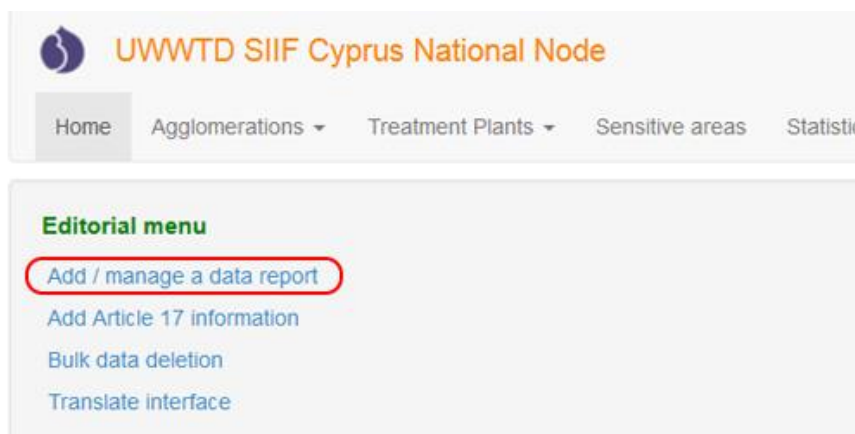 UWWTD SIIF Cyprus National Node
Home Agglomerations Treatment Plants Sensitive areas
Editorial menu
Add / manage a data report
Add Article 17 information
Bulk data deletion
Translate interface